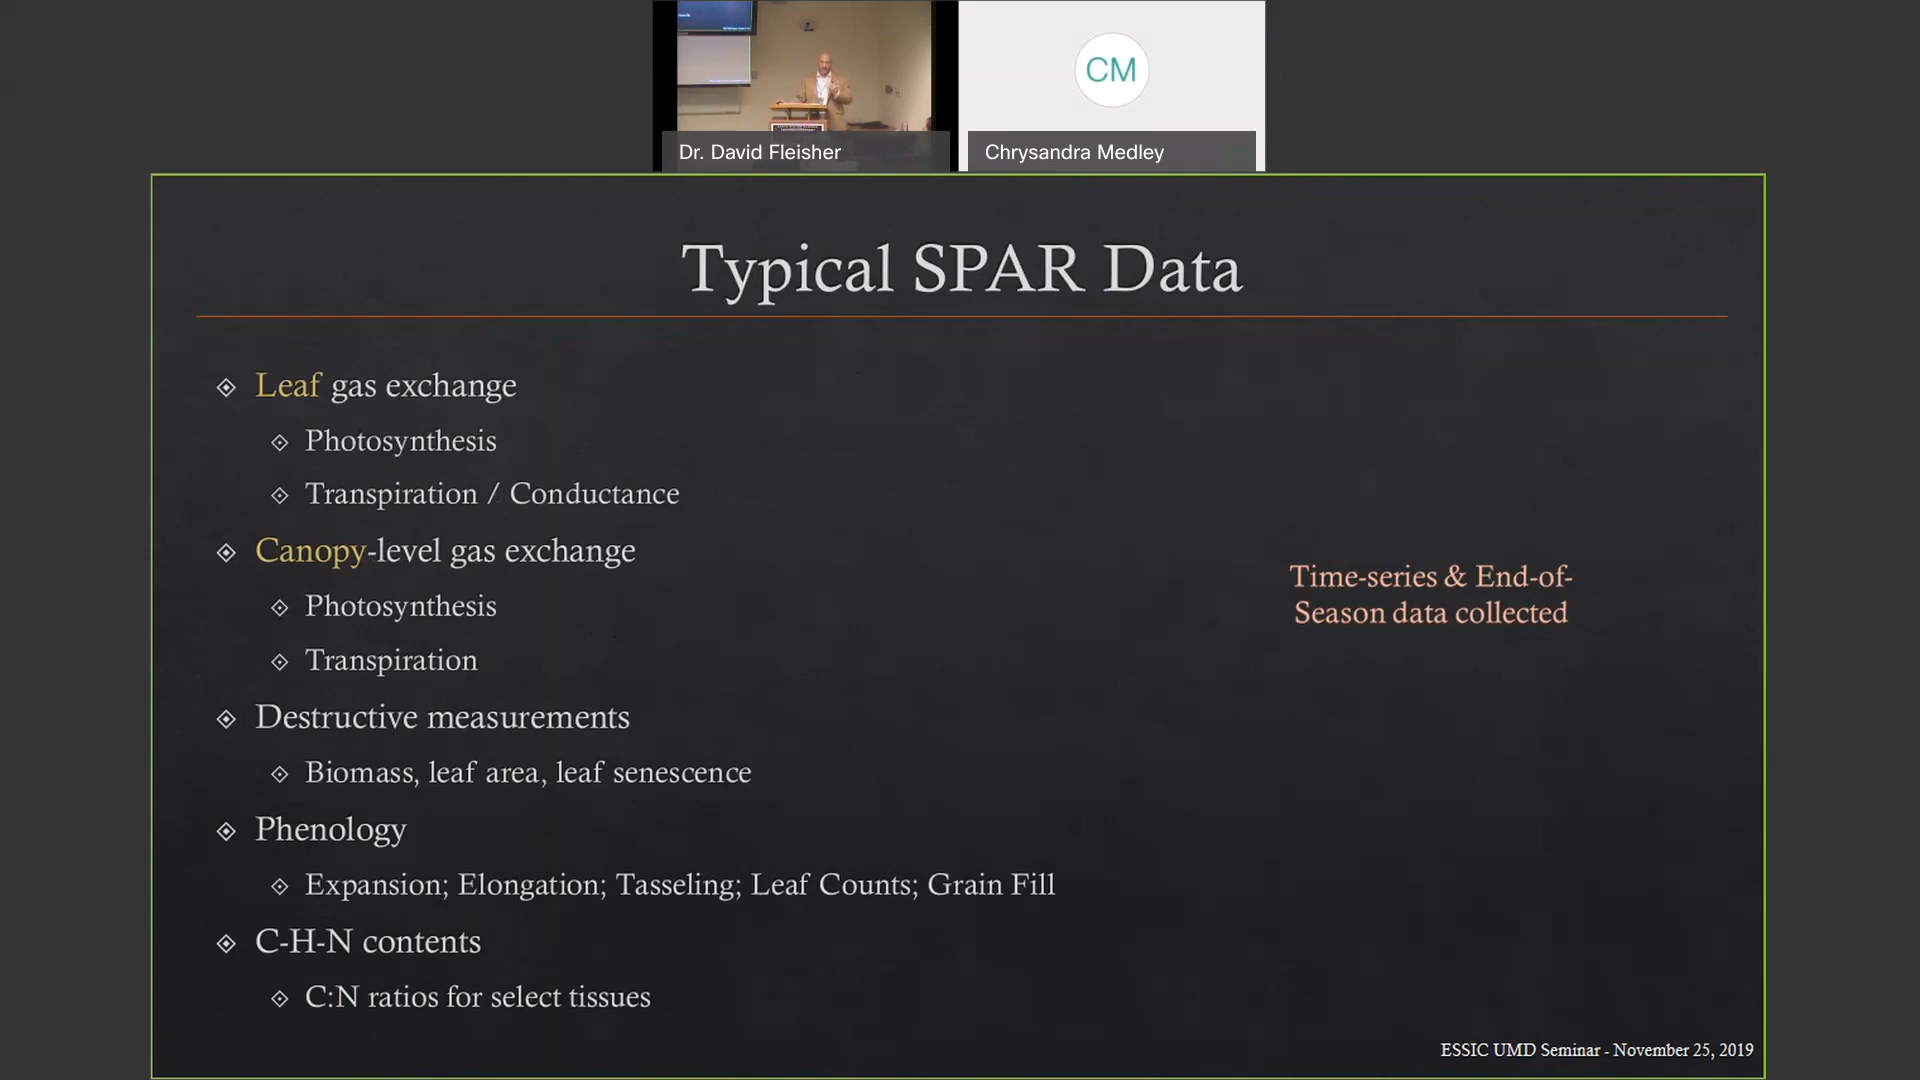 CM
Dr. David Fleisher
Chrysandra Medley
Typical SPAR Data
Leaf gas exchange
Photosynthesis
Transpiration / Conductance
Canopy-level gas exchange
Photosynthesis
Transpiration
Destructive measurements
Biomass, leaf area, leaf senescence
Phenology
Expansion; Elongation; Tasseling; Leaf Counts; Grain Fill
C-H-N contents
C:N ratios for select tissues
Time-series & End-of-
Season data collected
ESSIC UMD Seminar - November 25, 2019